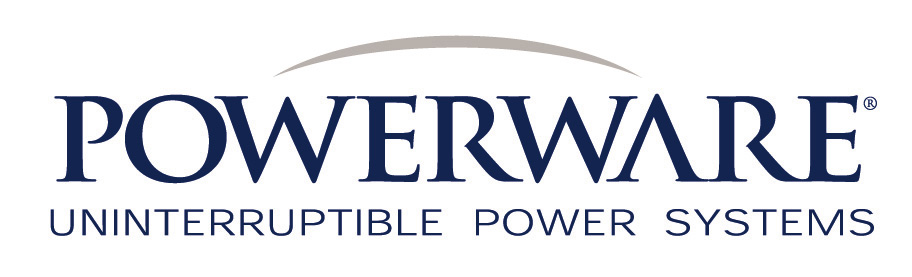 POWERWARE®
UNINTERRUPTIBLE POWER SYSTEMS